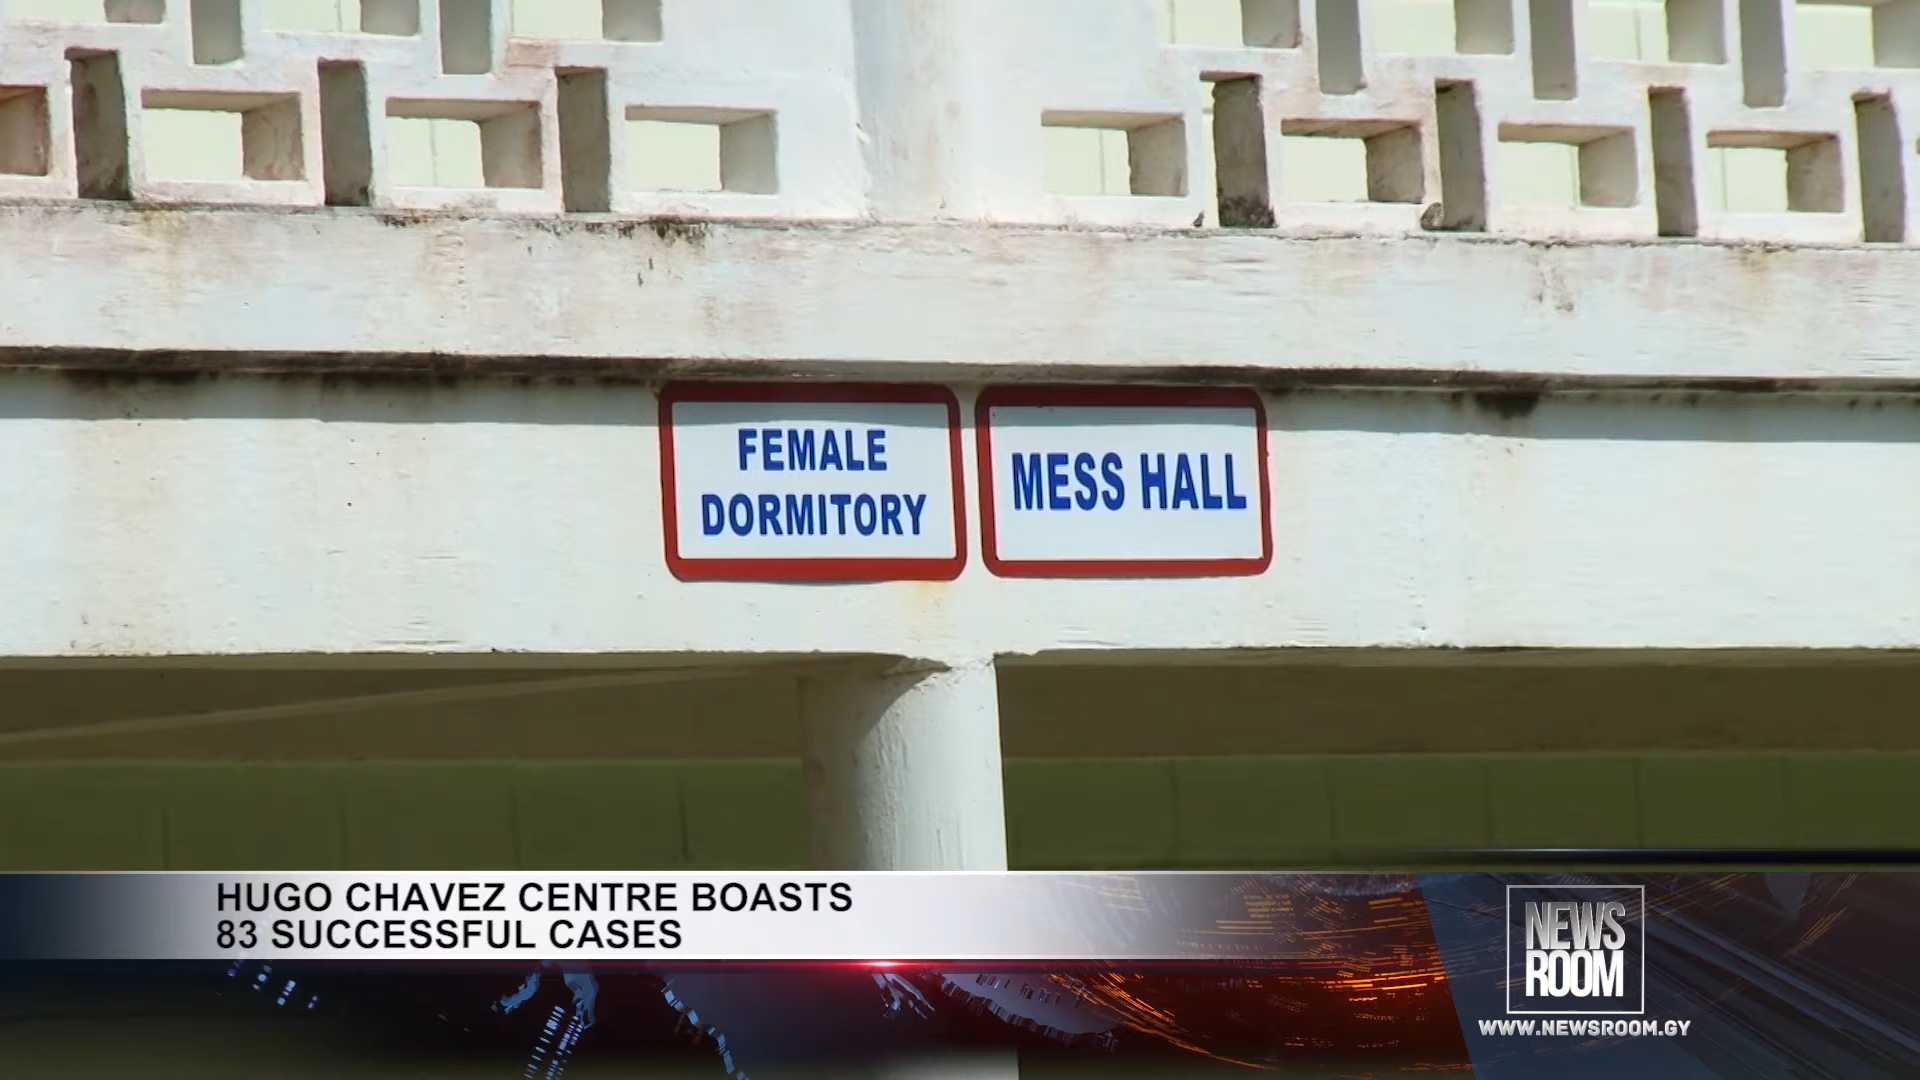 FEMALE
DORMITORY
MESS HALL
HUGO CHAVEZ CENTRE BOASTS
83 SUCCESSFUL CASES
NEWS
ROOM
WWW.NEWSROOM.GY